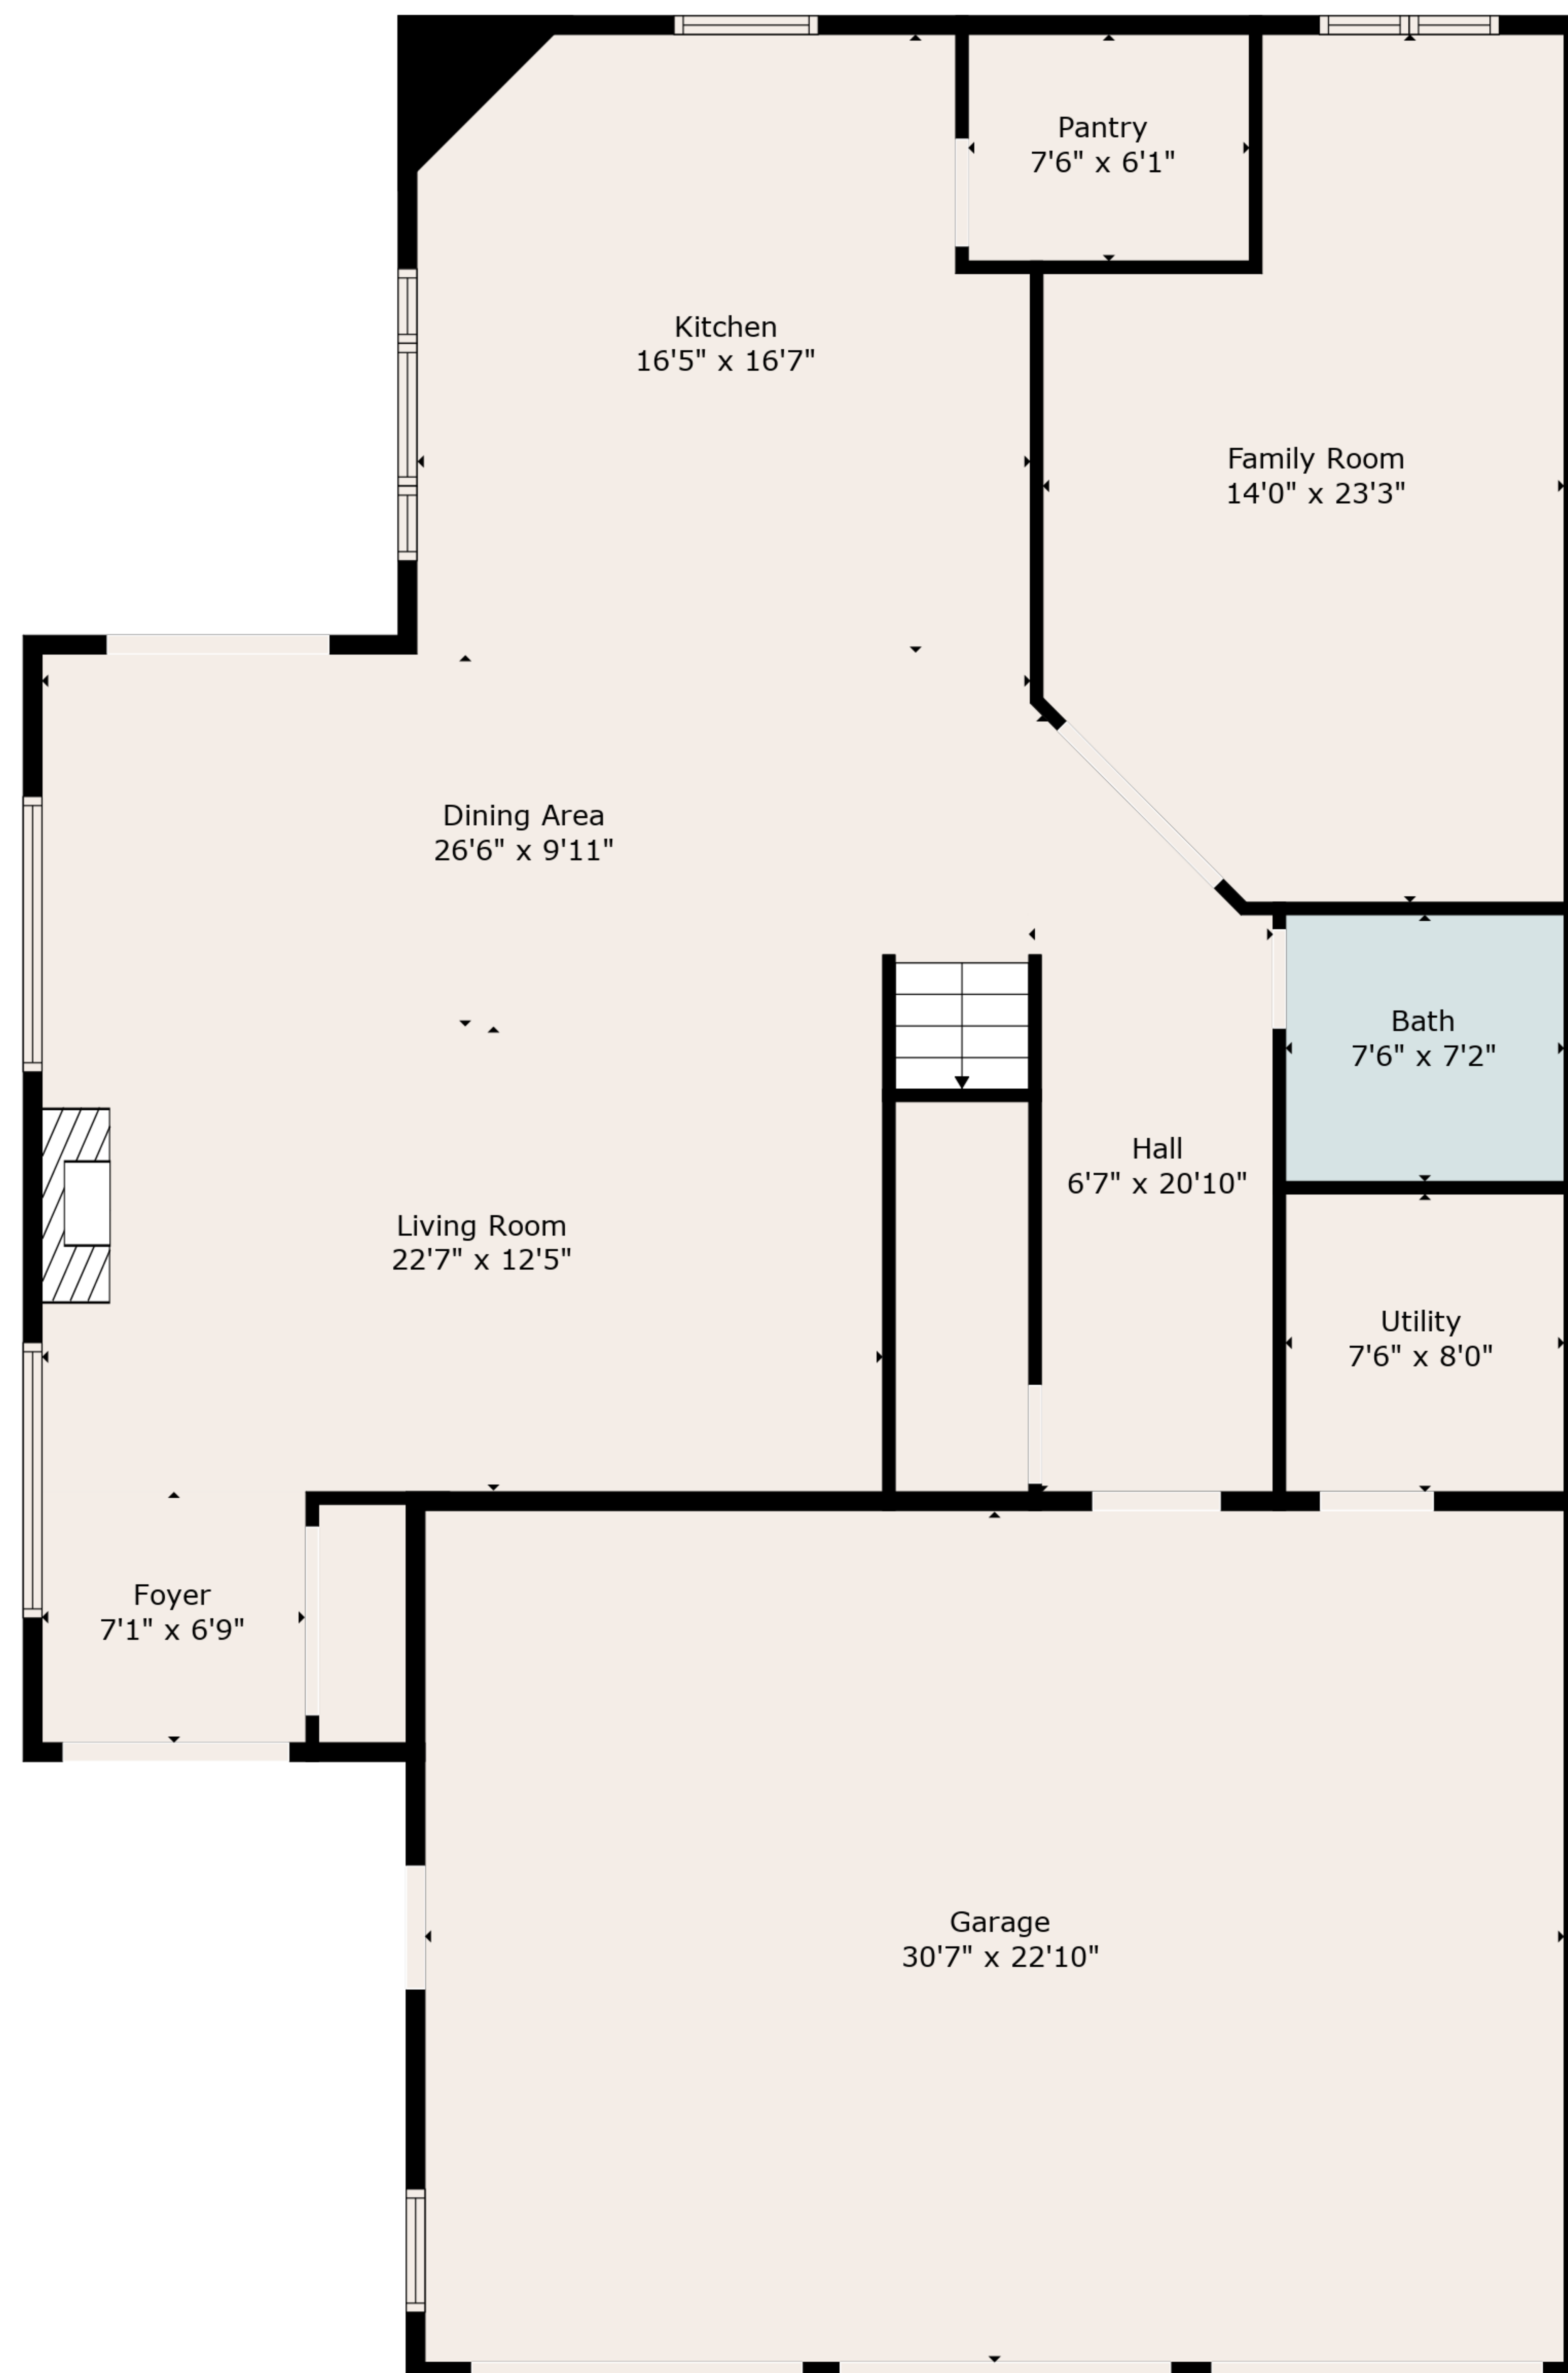 Pantry
7'6" x 6'1"
Kitchen
16'5" x 16'7"
Family Room
14'0" x 23'3"
Dining Area
26'6" x 9'11"
Bath
7'6" x 7'2"
Hall
6'7" x 20'10"
Living Room
22'7" x 12'5"
Utility
7'6" x 8'0"
Foyer
7'1" x 6'9"
Garage
30'7" x 22'10"